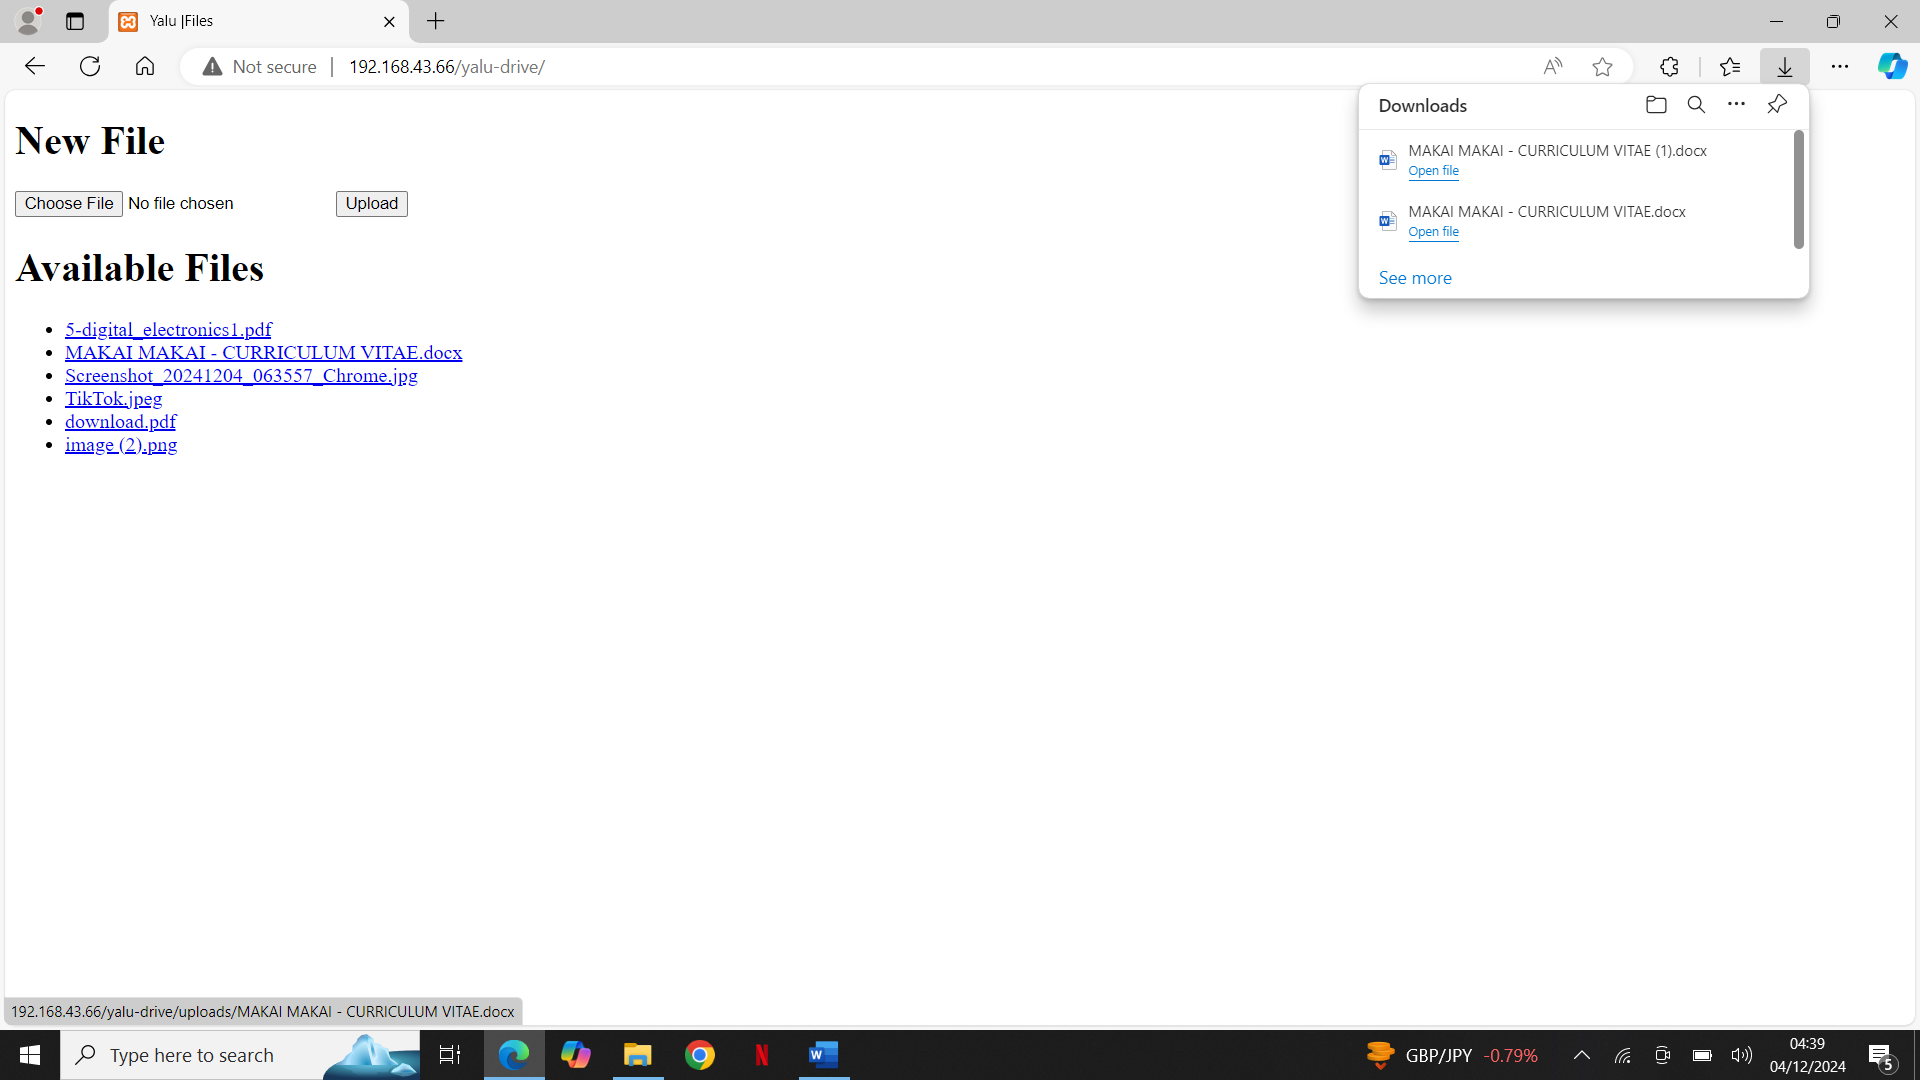 Yalu |Files
Not secure
192.168.43.66/yalu-drive/
Downloads
MAKAI MAKAI - CURRICULUM VITAE (1).docx
Open file
MAKAI MAKAI - CURRICULUM VITAE.docx
Open file
See more
New File
Choose File No file chosen Upload
Available Files
5-digital_electronics1.pdf
MAKAI MAKAI - CURRICULUM VITAE.docx
Screenshot_20241204_063557_Chrome.jpg
TikTok.jpeg
download.pdf
image (2).png
192.168.43.66/yalu-drive/uploads/MAKAI MAKAI - CURRICULUM VITAE.docx
Type here to search
GBP/JPY -0.79%
04:39
04/12/2024
5